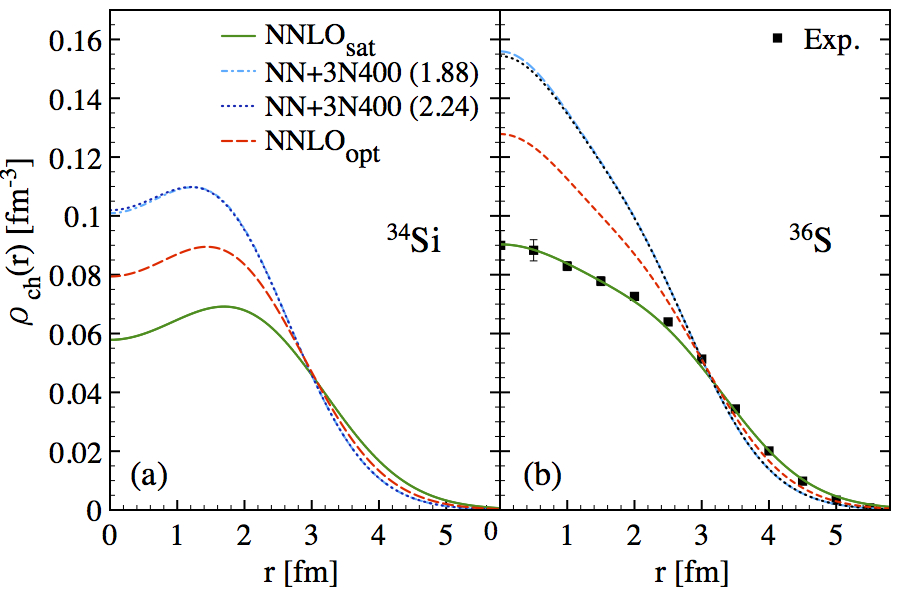 NNLOsat
NN+3N400 (1.88)
NN+3N400 (2.24)
NNLOopt
Exp.
34Si
36S
(a)
(b)
ρch(r) [fm-3]
0.16
0.14
0.12
0.1
0.08
0.06
0.04
0.02
0
0 1 2 3 4 5 0 1 2 3 4 5
r [fm] r [fm]